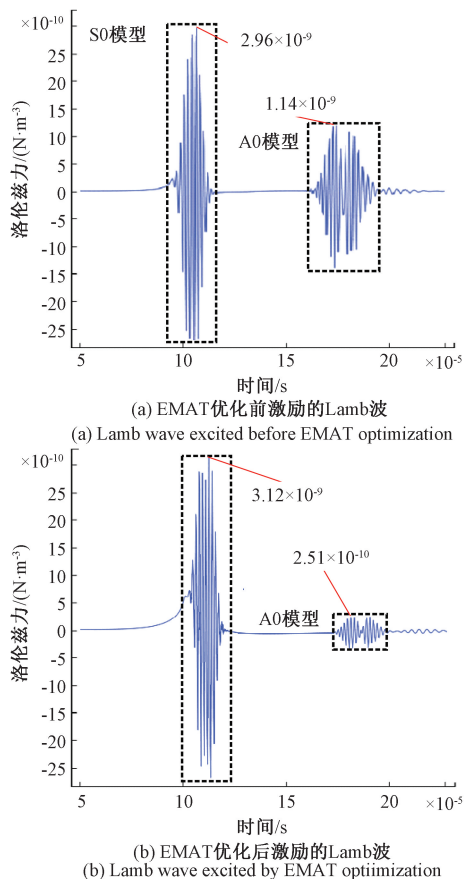 ×10⁻¹⁰
S0模型
2.96×10⁻⁹
25
20
1.14×10⁻⁹
15
A0模型
10
5
0
-5
-10
-15
-20
-25
洛伦兹力/(N·m⁻³)
5 10 15 20 ×10⁻⁵
时间/s
(a) EMAT优化前激励的Lamb波
(a) Lamb wave excited before EMAT optimization
×10⁻¹⁰
25
3.12×10⁻⁹
20
15
2.51×10⁻¹⁰
10
5
A0模型
0
-5
-10
-15
-20
-25
洛伦兹力/(N·m⁻³)
5 10 15 20 ×10⁻⁵
时间/s
(b) EMAT优化后激励的Lamb波
(b) Lamb wave excited by EMAT optiimization